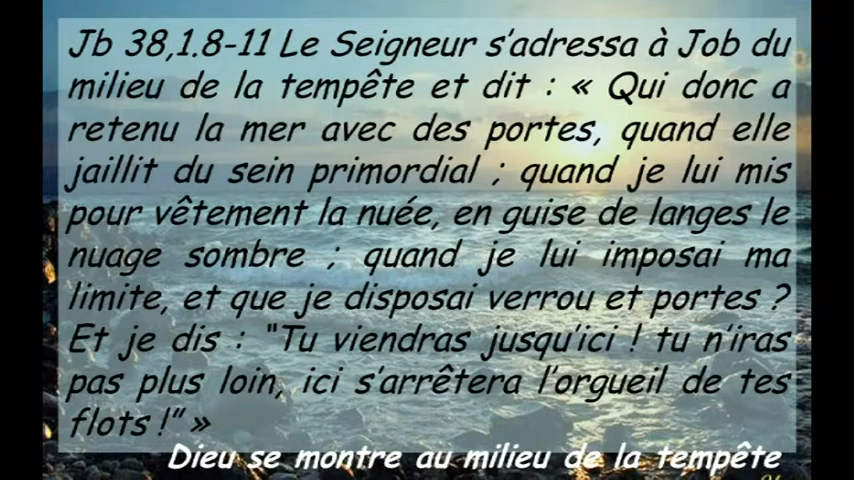 Jb 38,1.8-11 Le Seigneur s'adressa à Job du
milieu de la tempête et dit : « Qui donc a
retenu la mer avec des portes, quand elle
jaillit du sein primordial ; quand je lui mis
pour vêtement la nuée, en guise de langes le
nuage sombre ; quand je lui imposai ma
limite, et que je disposai verrou et portes ?
Et je dis : "Tu viendras jusqu'ici ! tu n'iras
pas plus loin, ici s'arrêtera l'orgueil de tes
flots !" »
Dieu se montre au milieu de la tempête